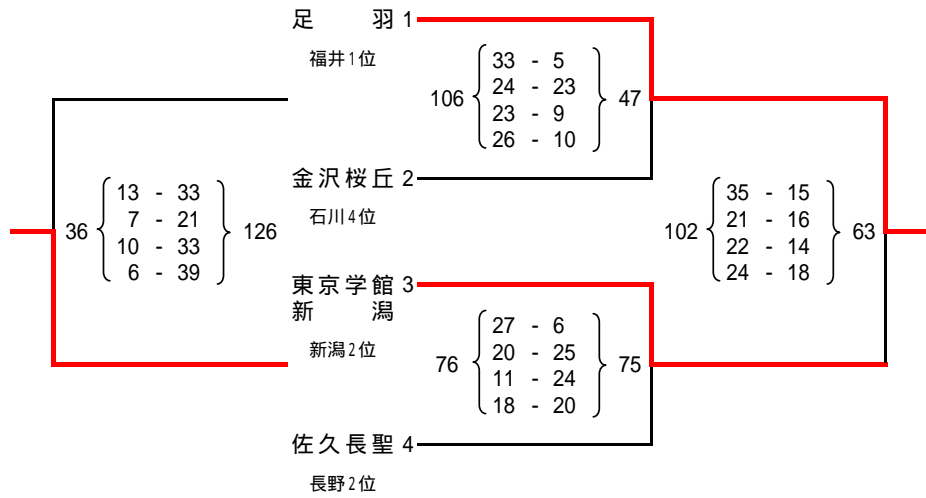 足 羽 1
福井1位
106 33 - 5 47
24 - 23
23 - 9
26 - 10
金沢桜丘 2
石川4位
36 13 - 33 126
7 - 21
10 - 33
6 - 39
102 35 - 15 63
21 - 16
22 - 14
24 - 18
東京学館 3
新 潟
新潟2位
76 27 - 6 75
20 - 25
11 - 24
18 - 20
佐久長聖 4
長野2位